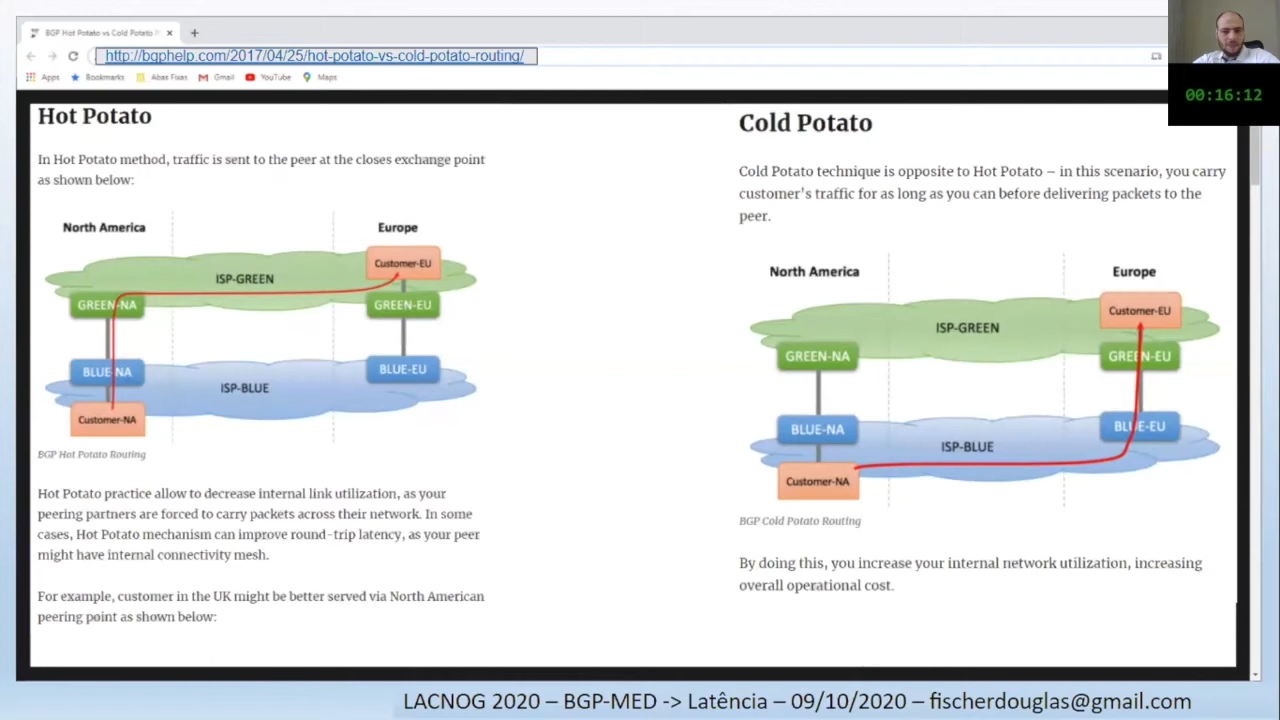 BGP Hot Potato vs Cold Potato R
http://bgphelp.com/2017/04/25/hot-potato-vs-cold-potato-routing/
Apps Bookmarks Abas Fixas Gmail YouTube Maps
00:16:12
Hot Potato
In Hot Potato method, traffic is sent to the peer at the closes exchange point
as shown below:
North America Europe
Customer-EU
ISP-GREEN
GREEN-NA GREEN-EU
BLUE-NA BLUE-EU
ISP-BLUE
Customer-NA
BGP Hot Potato Routing
Hot Potato practice allow to decrease internal link utilization, as your
peering partners are forced to carry packets across their network. In some
cases, Hot Potato mechanism can improve round-trip latency, as your peer
might have internal connectivity mesh.
For example, customer in the UK might be better served via North American
peering point as shown below:
Cold Potato
Cold Potato technique is opposite to Hot Potato – in this scenario, you carry
customer's traffic for as long as you can before delivering packets to the
peer.
North America Europe
Customer-EU
ISP-GREEN
GREEN-NA GREEN-EU
BLUE-NA BLUE-EU
ISP-BLUE
Customer-NA
BGP Cold Potato Routing
By doing this, you increase your internal network utilization, increasing
overall operational cost.
LACNOG 2020 – BGP-MED -> Latência – 09/10/2020 – fischerdouglas@gmail.com